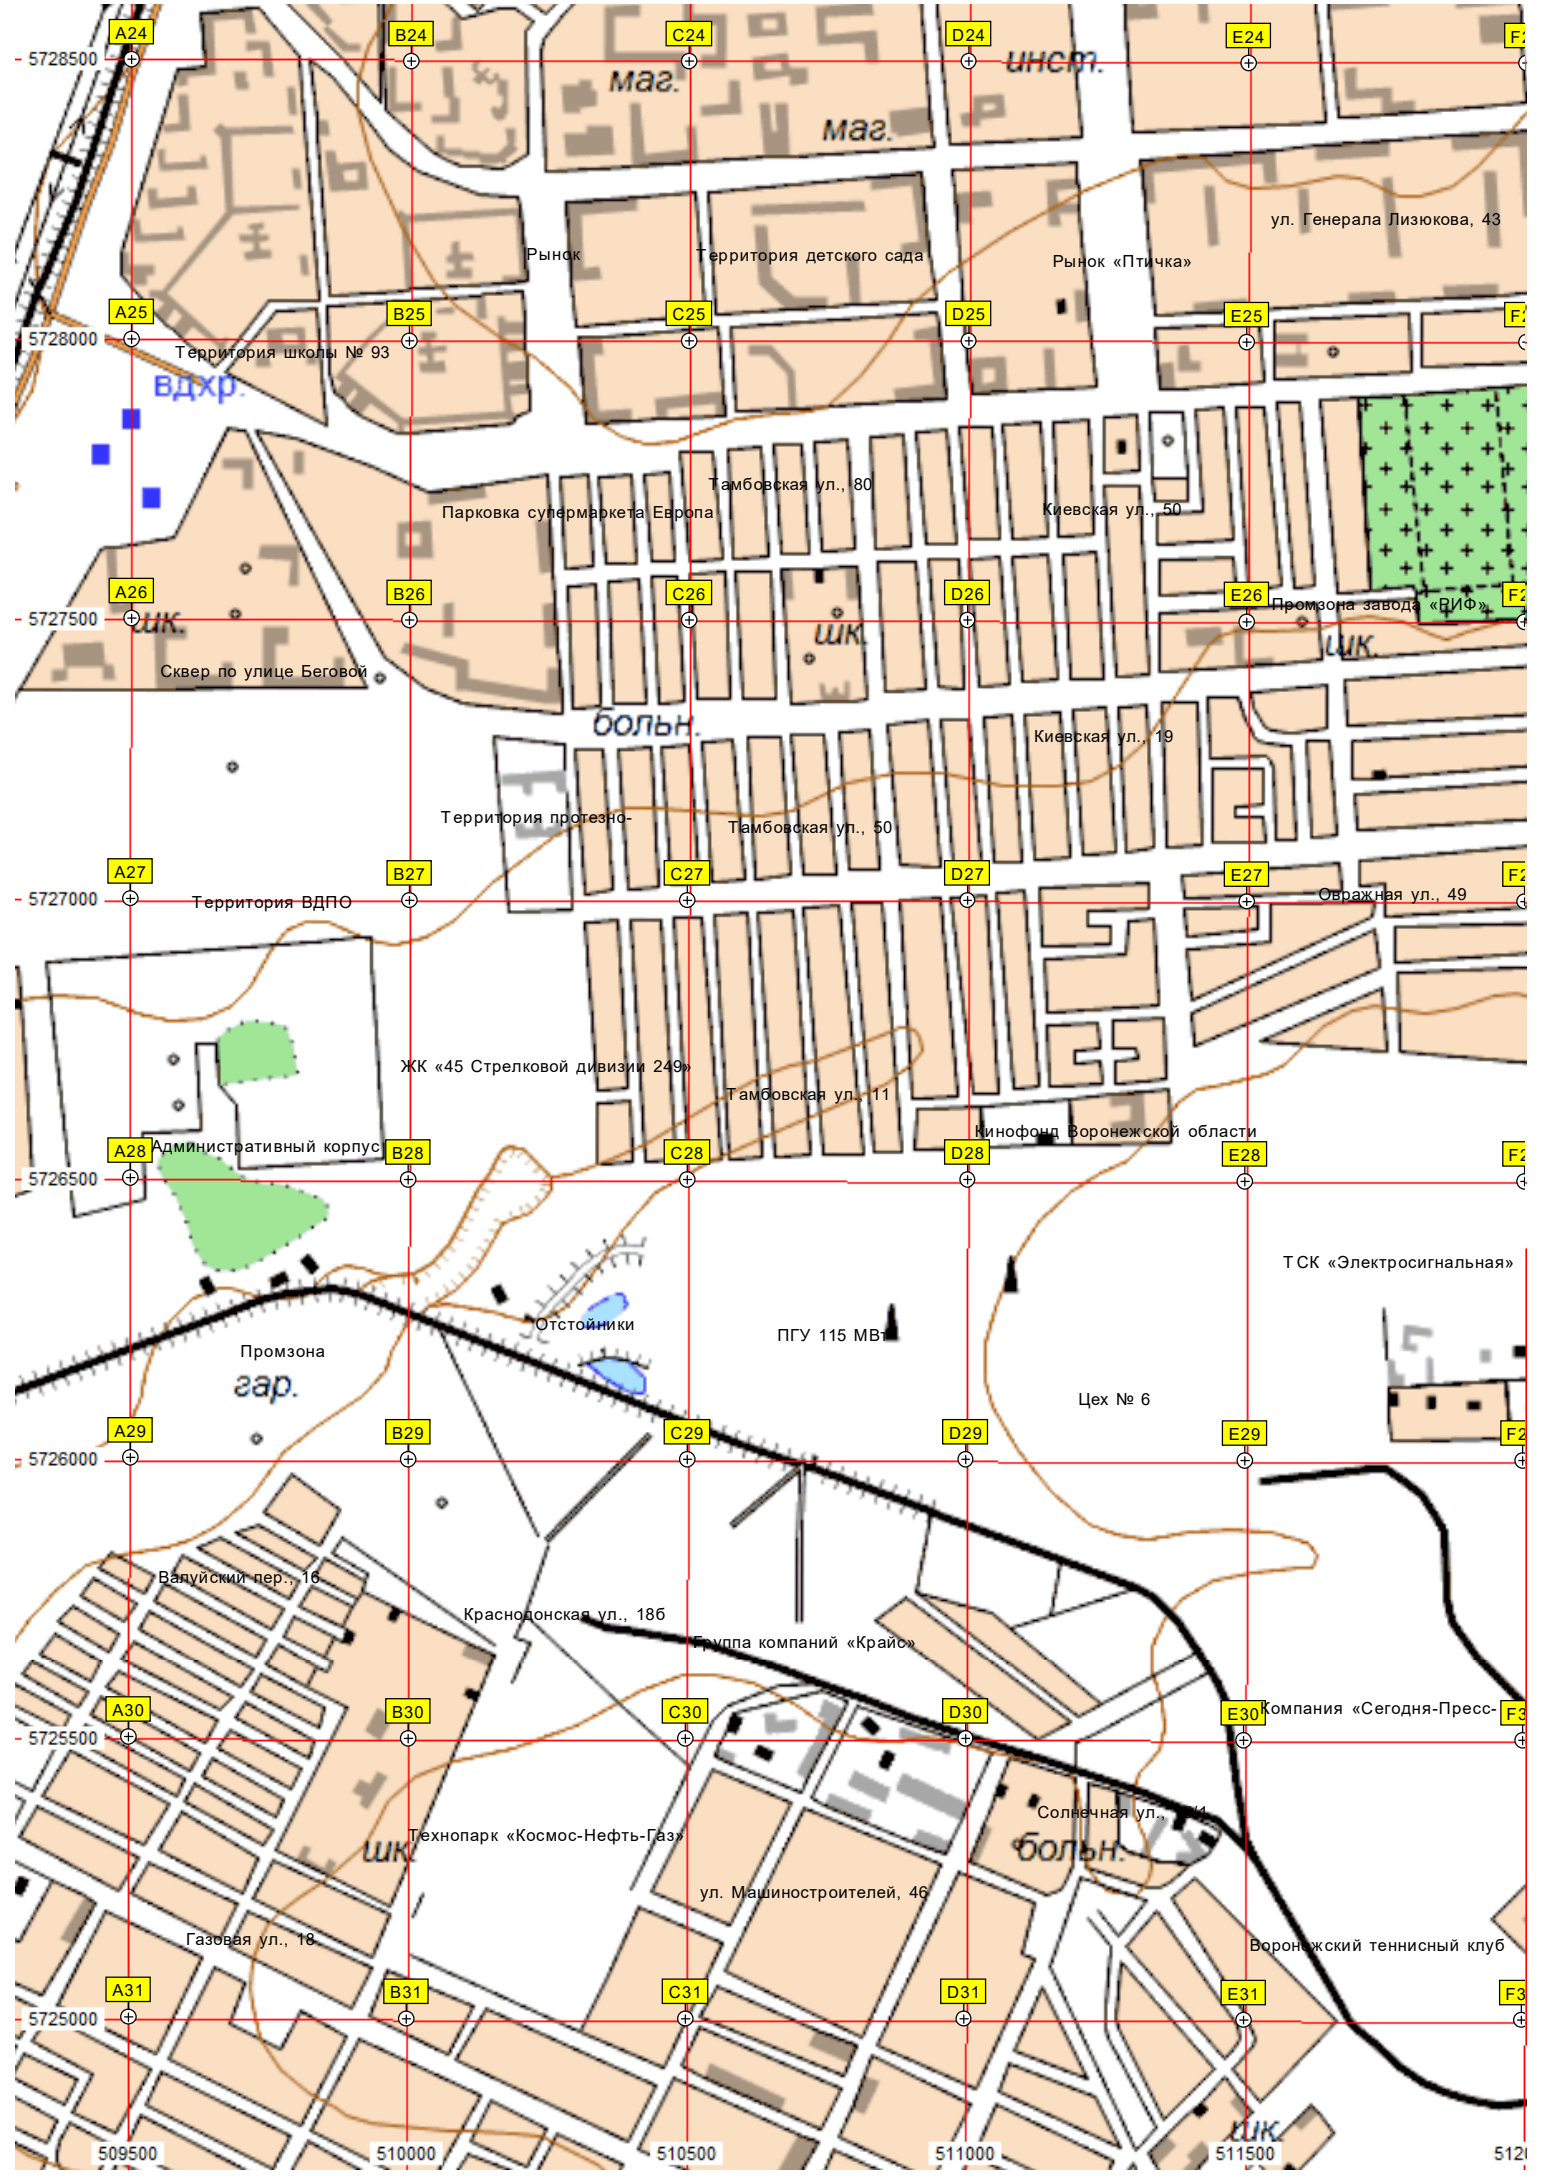 A24
B24
C24
D24
E24
5728500
инст.
маг.
маг.
ул. Генерала Лизюкова, 43
Рынок
Территория детского сада
Рынок «Птичка»
A25
B25
C25
D25
E25
5728000
Территория школы № 93
вдхр.
Тамбовская ул., 80
Парковка супермаркета Европа
Киевская ул., 50
A26
B26
C26
D26
E26
Промзона завода «РИФ»
5727500
шк.
шк.
шк.
Сквер по улице Беговой
больн.
Киевская ул., 19
Территория протезно-
Тамбовская ул., 50
A27
B27
C27
D27
E27
5727000
Территория ВДПО
Овражная ул., 49
ЖК «45 Стрелковой дивизии 249»
Тамбовская ул., 11
Кинофонд Воронежской области
A28
Административный корпус
B28
C28
D28
E28
5726500
ТСК «Электросигнальная»
Отстойники
ПГУ 115 МВт
Промзона
гар.
Цех № 6
A29
B29
C29
D29
E29
5726000
Валуйский пер., 16
Краснодонская ул., 18б
Группа компаний «Крайс»
A30
B30
C30
D30
E30
Компания «Сегодня-Пресс-
5725500
Солнечная ул.,
Технопарк «Космос-Нефть-Газ»
шк.
больн.
ул. Машиностроителей, 46
Газовая ул., 18
Воронежский теннисный клуб
A31
B31
C31
D31
E31
5725000
шк.
509500
510000
510500
511000
511500